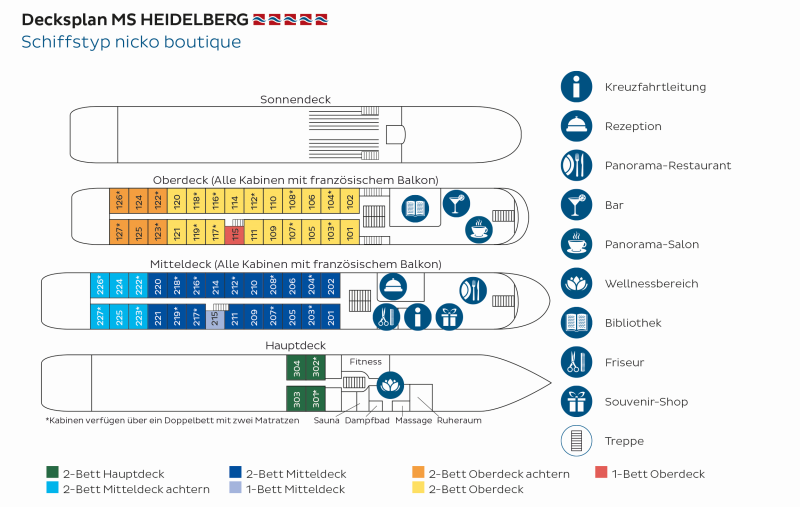 Decksplan MS HEIDELBERG
Schiffstyp nicko boutique
Sonnendeck
Oberdeck (Alle Kabinen mit französischem Balkon)
126* 124 122* 120 118* 116* 114 112* 110 108* 106 104* 102
127* 125 123* 121 119* 117* 115 111 109 107* 105 103* 101
Mitteldeck (Alle Kabinen mit französischem Balkon)
226* 224 222* 220 218* 216* 214 212* 210 208* 206 204* 202
227* 225 223* 221 219* 217* 215 211 209 207* 205 203* 201
Hauptdeck
304 302* Fitness
303 301*
*Kabinen verfügen über ein Doppelbett mit zwei Matratzen
Sauna Dampfbad Massage Ruheraum
Kreuzfahrtleitung
Rezeption
Panorama-Restaurant
Bar
Panorama-Salon
Wellnessbereich
Bibliothek
Friseur
Souvenir-Shop
Treppe
2-Bett Hauptdeck 2-Bett Mitteldeck 2-Bett Oberdeck achtern 1-Bett Oberdeck
2-Bett Mitteldeck achtern 1-Bett Mitteldeck 2-Bett Oberdeck